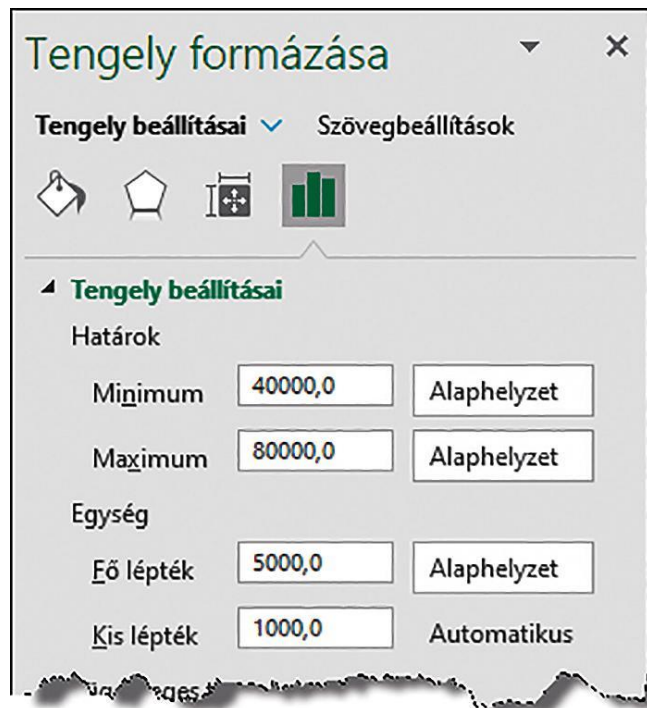 Tengely formázása
Tengely beállításai Szövegbeállítások
Tengely beállításai
Határok
Minimum 40000,0 Alaphelyzet
Maximum 80000,0 Alaphelyzet
Egység
Fő lépték 5000,0 Alaphelyzet
Kis lépték 1000,0 Automatikus